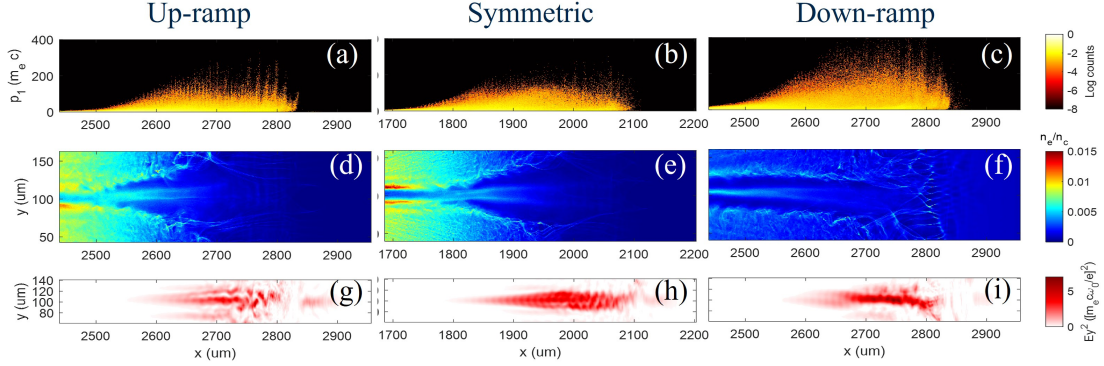 Up-ramp Symmetric Down-ramp
400 (a) (b) (c) 0
p₁ (mₑ c) 200 -2
-4
-6
0 -8 Log counts
2500 2600 2700 2800 2900 1700 1800 1900 2000 2100 2200 2500 2600 2700 2800 2900
nₑ/n꜀
150 (d) (e) (f) 0.015
y (um) 100 0.01
0.005
50 0
2500 2600 2700 2800 2900 1700 1800 1900 2000 2100 2200 2500 2600 2700 2800 2900
140 (g) (h) (i)
120
y (um) 100 5
80 0 Ey² ([mₑcω₀/e]²)
2500 2600 2700 2800 2900 1700 1800 1900 2000 2100 2200 2500 2600 2700 2800 2900
x (um) x (um) x (um)